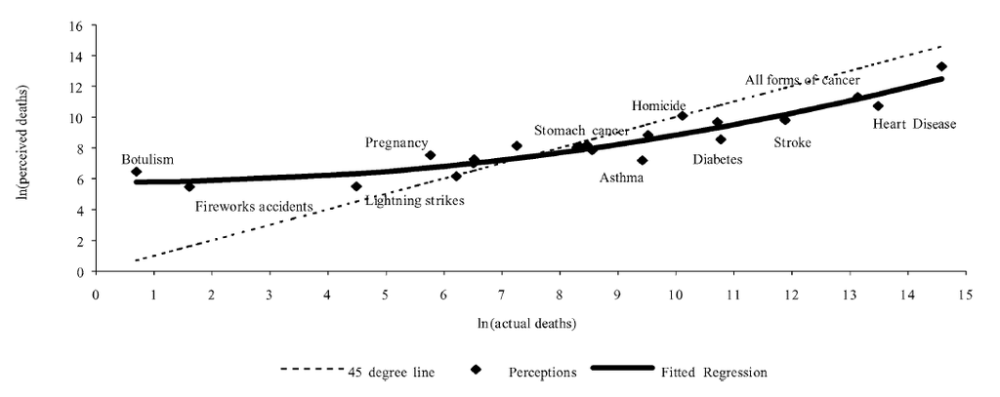 16
14
12
10
8
6
4
2
0
ln(perceived deaths)
Botulism
Fireworks accidents
Pregnancy
Lightning strikes
Stomach cancer
Homicide
Asthma
All forms of cancer
Diabetes
Stroke
Heart Disease
0 1 2 3 4 5 6 7 8 9 10 11 12 13 14 15
ln(actual deaths)
45 degree line Perceptions Fitted Regression